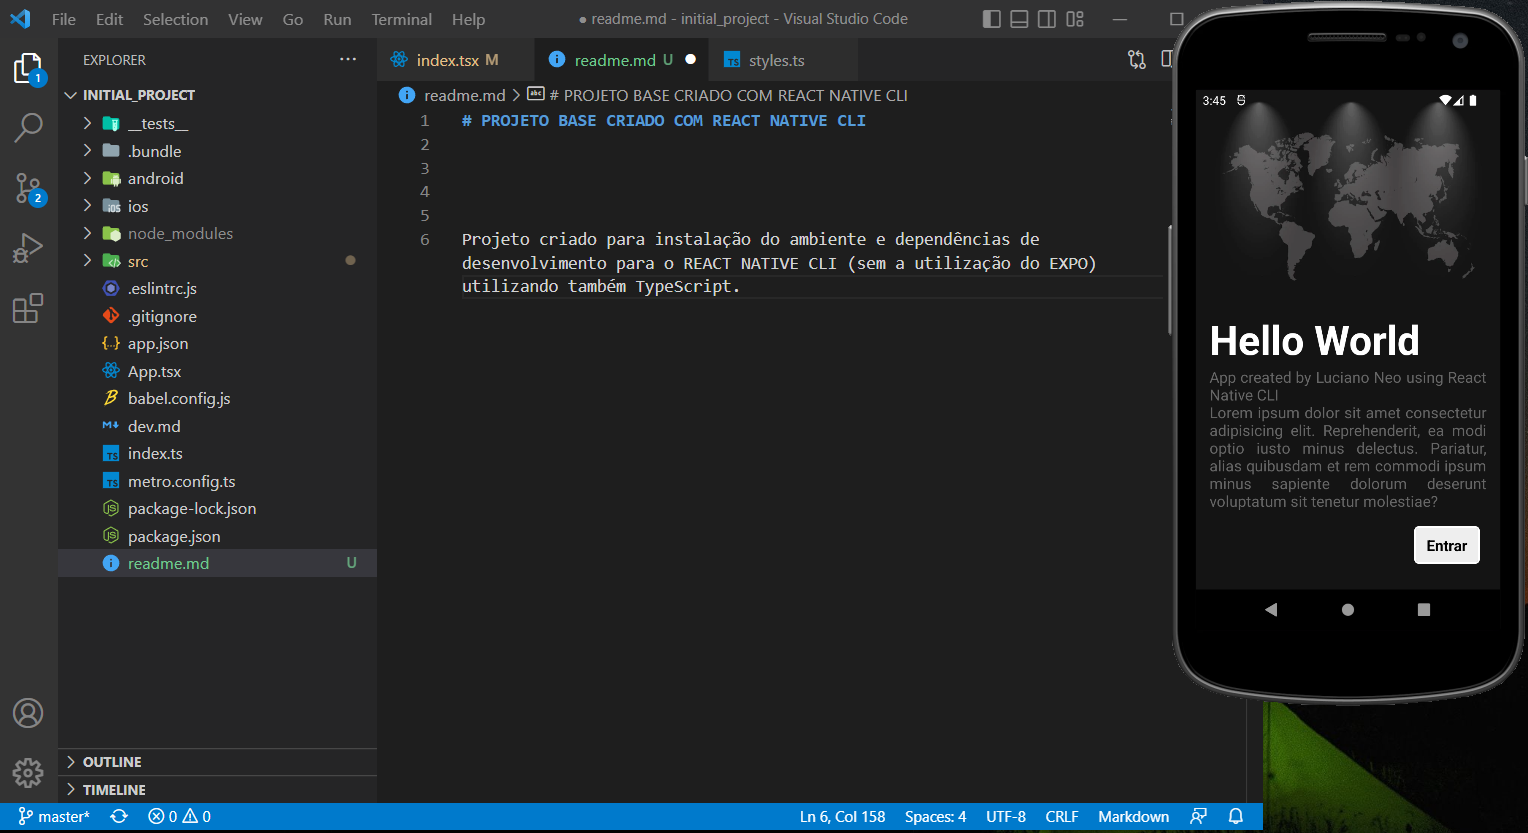 File Edit Selection View Go Run Terminal Help
● readme.md - initial_project - Visual Studio Code
EXPLORER
INITIAL_PROJECT
__tests__
.bundle
android
ios
node_modules
src
.eslintrc.js
.gitignore
app.json
App.tsx
babel.config.js
dev.md
index.ts
metro.config.ts
package-lock.json
package.json
readme.md U
OUTLINE
TIMELINE
1
2
index.tsx M
readme.md U ●
styles.ts
readme.md > # PROJETO BASE CRIADO COM REACT NATIVE CLI
1 # PROJETO BASE CRIADO COM REACT NATIVE CLI
2
3
4
5
6 Projeto criado para instalação do ambiente e dependências de
desenvolvimento para o REACT NATIVE CLI (sem a utilização do EXPO)
utilizando também TypeScript.
3:45
Hello World
App created by Luciano Neo using React
Native CLI
Lorem ipsum dolor sit amet consectetur
adipisicing elit. Reprehenderit, ea modi
optio iusto minus delectus. Pariatur,
alias quibusdam et rem commodi ipsum
minus sapiente dolorum deserunt
voluptatum sit tenetur molestiae?
Entrar
master* 0 0 Ln 6, Col 158 Spaces: 4 UTF-8 CRLF Markdown